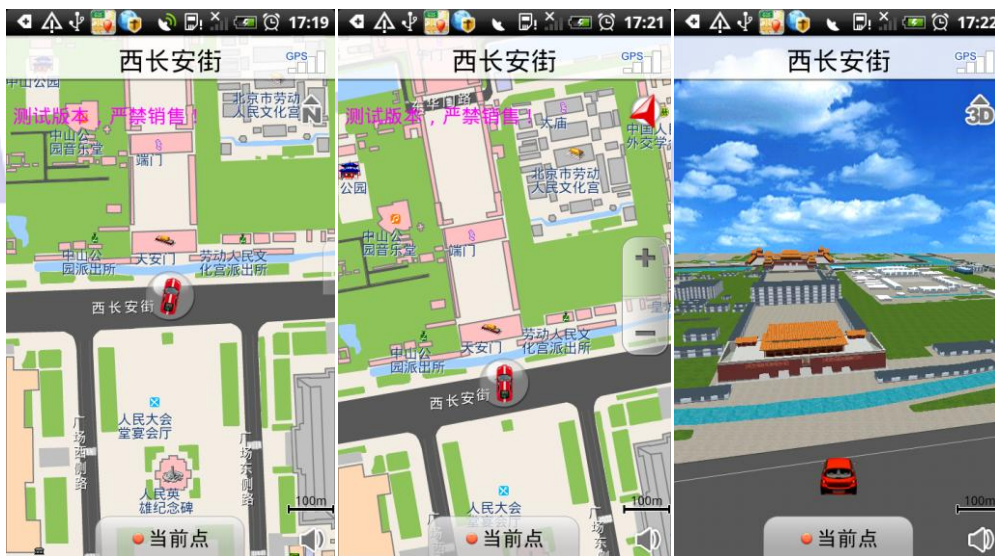 17:19
西长安街
GPS
中山公园
测试版本，严禁销售！
北京市劳动
人民文化宫
N
中山公
园音乐堂
端门
中山公
园派出所
天安门
劳动人民文
化宫派出所
西长安街
人民大会
堂宴会厅
广场西侧路
广场东侧路
人民英
雄纪念碑
100m
当前点
17:21
西长安街
GPS
测试版本，严禁销售！
太庙
中国人
外交学
公园
北京市劳动
人民文化宫
中山公
园音乐堂
端门
+
−
中山公
园派出所
天安门
劳动人民文
化宫派出所
西长安街
人民大会
堂宴会厅
100m
当前点
17:22
西长安街
GPS
3D
100m
当前点